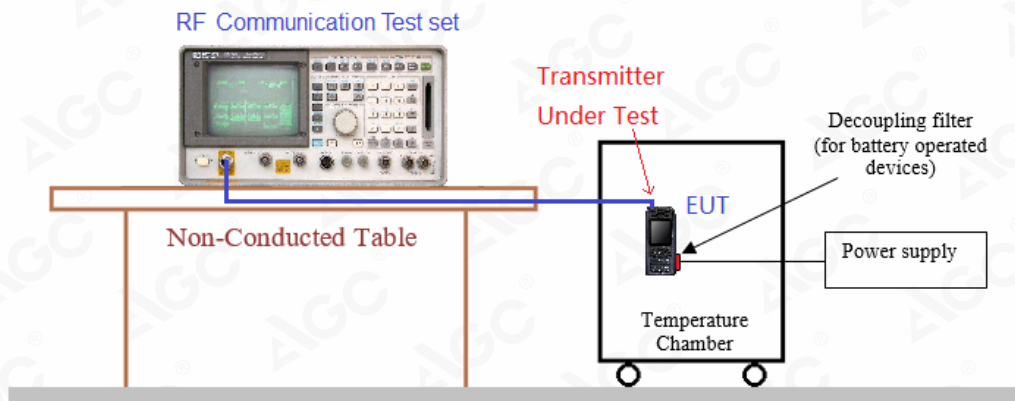 RF Communication Test set
Transmitter
Under Test
Decoupling filter
(for battery operated
devices)
EUT
Non-Conducted Table
Power supply
Temperature
Chamber
AGC